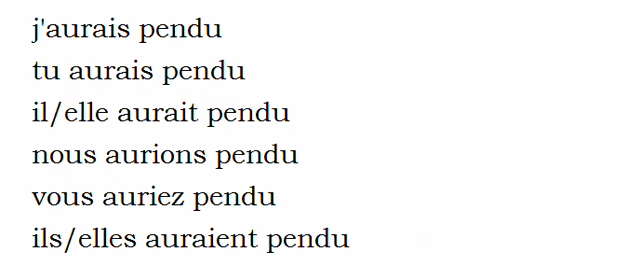 j'aurais pendu
tu aurais pendu
il/elle aurait pendu
nous aurions pendu
vous auriez pendu
ils/elles auraient pendu